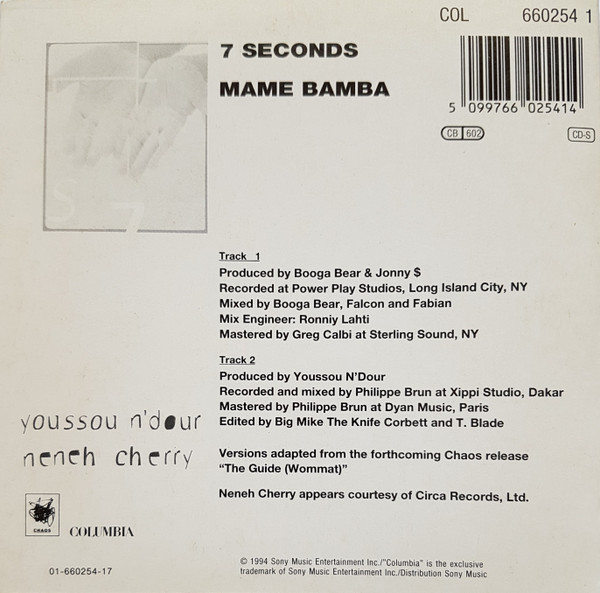 COL 660254 1
7 SECONDS
MAME BAMBA
5 099766 025414
CB 602
CD-S
S 7
Track 1
Produced by Booga Bear & Jonny $
Recorded at Power Play Studios, Long Island City, NY
Mixed by Booga Bear, Falcon and Fabian
Mix Engineer: Ronniy Lahti
Mastered by Greg Calbi at Sterling Sound, NY
Track 2
Produced by Youssou N'Dour
Recorded and mixed by Philippe Brun at Xippi Studio, Dakar
Mastered by Philippe Brun at Dyan Music, Paris
Edited by Big Mike The Knife Corbett and T. Blade
youssou n'dour
neneh cherry
Versions adapted from the forthcoming Chaos release
"The Guide (Wommat)"
Neneh Cherry appears courtesy of Circa Records, Ltd.
CHAOS
COLUMBIA
01-660254-17
© 1994 Sony Music Entertainment Inc./"Columbia" is the exclusive
trademark of Sony Music Entertainment Inc./Distribution Sony Music